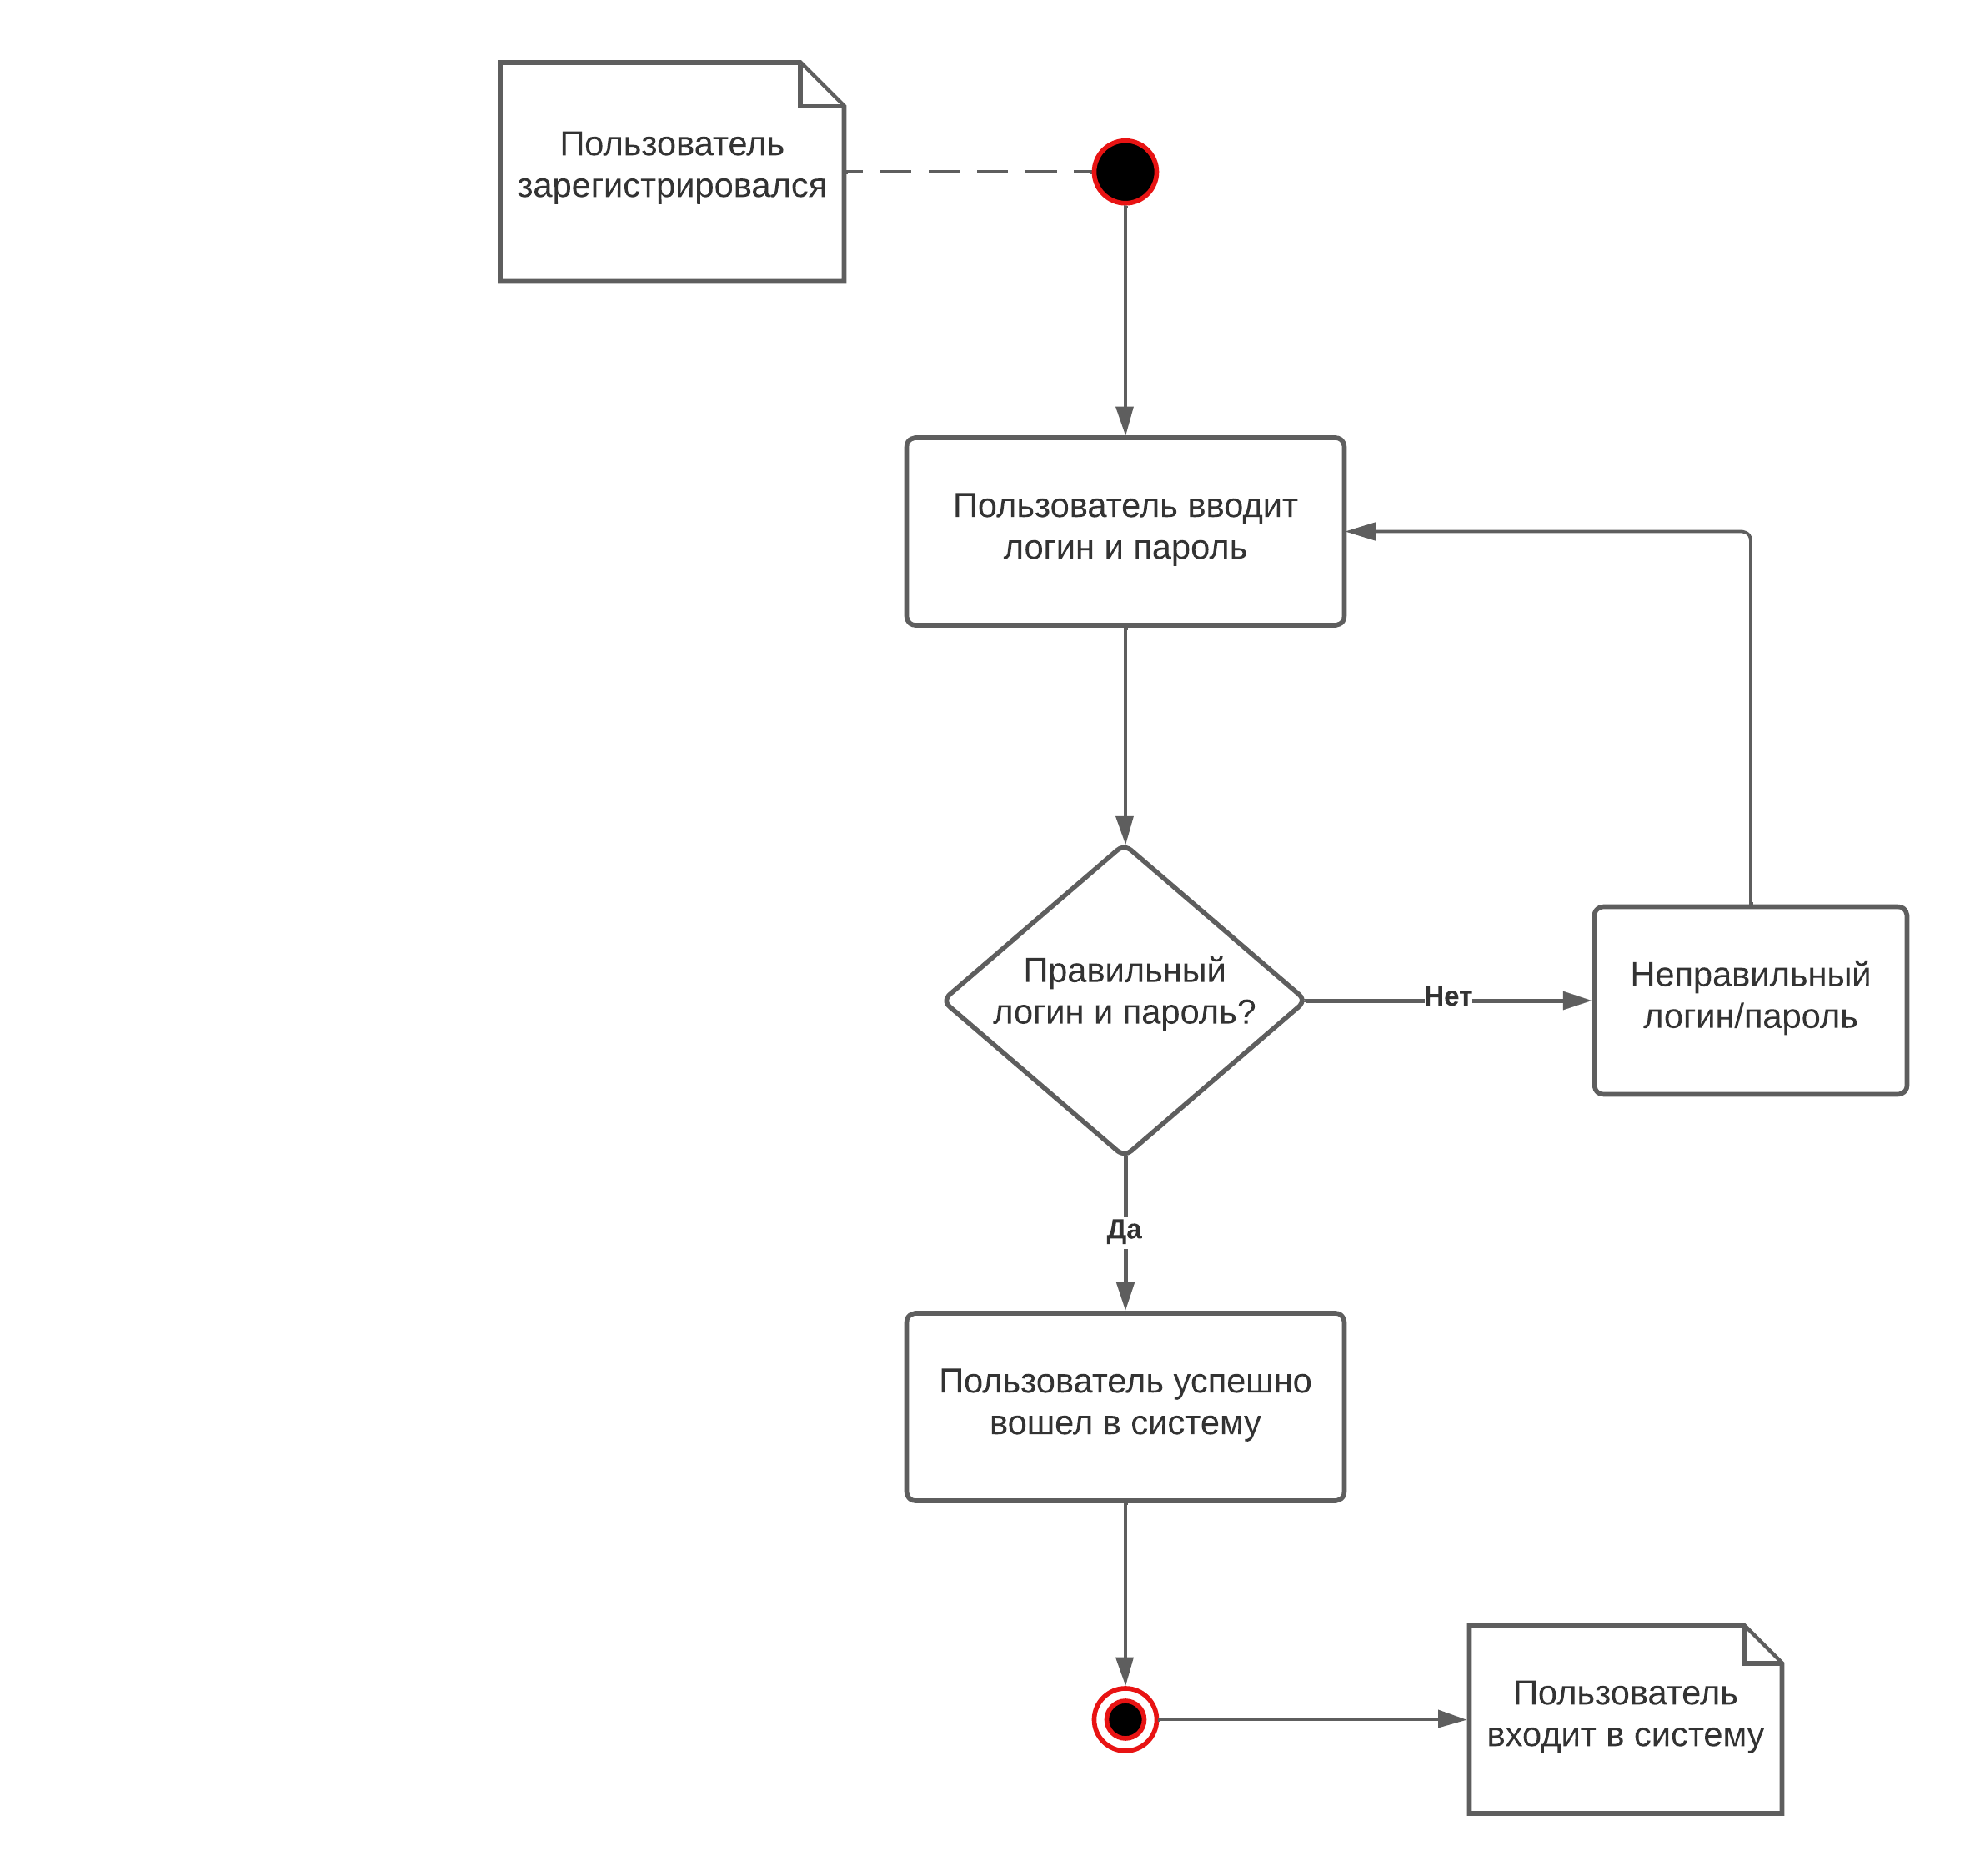 Пользователь
зарегистрировался
Пользователь вводит
логин и пароль
Правильный
логин и пароль?
Нет
Неправильный
логин/пароль
Да
Пользователь успешно
вошел в систему
Пользователь
входит в систему